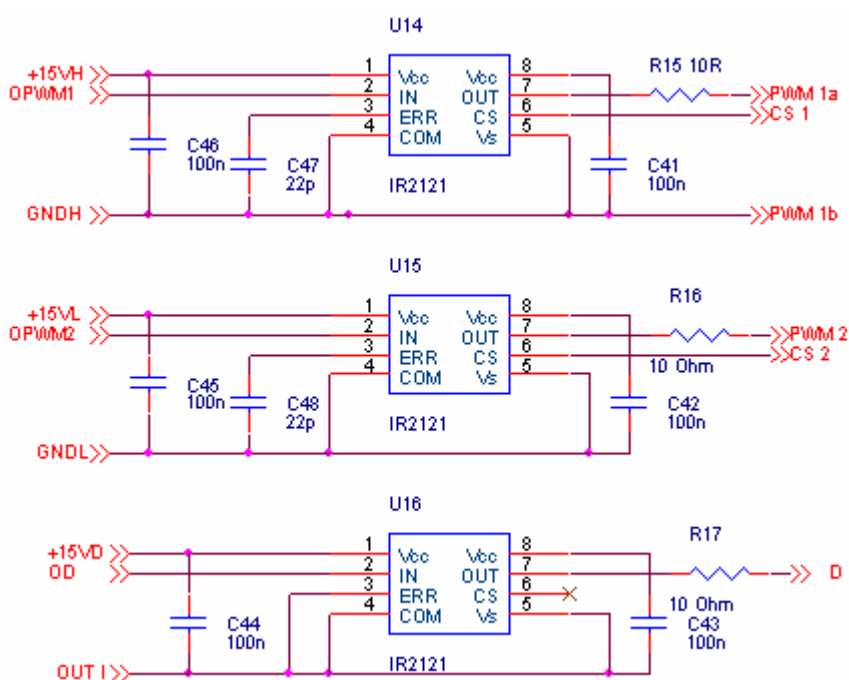 U14
+15VH
OPWM1
1
2
3
4
Vcc
IN
ERR
COM
Vcc
OUT
CS
Vs
8
7
6
5
R15 10R
PWM 1a
CS 1
C46
100n
C47
22p
IR2121
C41
100n
GNDH
PWM 1b
U15
+15VL
OPWM2
1
2
3
4
Vcc
IN
ERR
COM
Vcc
OUT
CS
Vs
8
7
6
5
R16
10 Ohm
PWM 2
CS 2
C45
100n
C48
22p
IR2121
C42
100n
GNDL
U16
+15VD
OD
1
2
3
4
Vcc
IN
ERR
COM
Vcc
OUT
CS
Vs
8
7
6
5
R17
10 Ohm
D
C44
100n
C43
100n
IR2121
OUT I